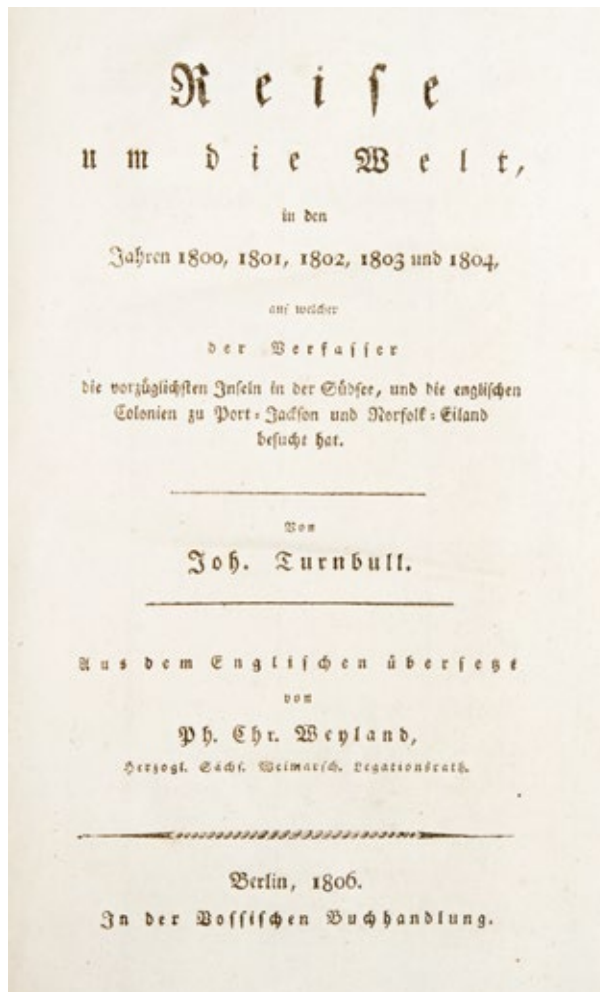 Reise
um die Welt,
in den
Jahren 1800, 1801, 1802, 1803 und 1804,
auf welcher
der Verfasser
die vorzüglichsten Inseln in der Südsee, und die englischen
Colonien zu Port-Jackson und Norfolk-Eiland
besucht hat.
Von
Joh. Turnbull.
Aus dem Englischen übersetzt
von
Ph. Chr. Weyland,
Herzogl. Sächs. Weimarsch. Legationsrath.
Berlin, 1806.
In der Vossischen Buchhandlung.